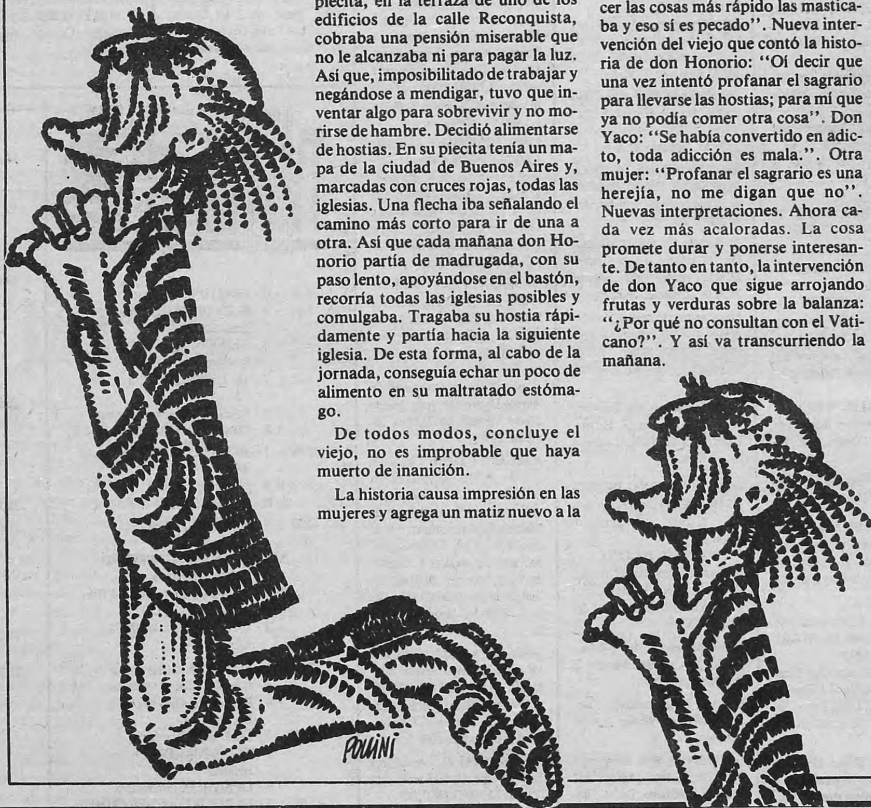 piecita, en la terraza de uno de los
edificios de la calle Reconquista,
cobraba una pensión miserable que
no le alcanzaba ni para pagar la luz.
Así que, imposibilitado de trabajar y
negándose a mendigar, tuvo que in-
ventar algo para sobrevivir y no mo-
rirse de hambre. Decidió alimentarse
de hostias. En su piecita tenía un ma-
pa de la ciudad de Buenos Aires y,
marcadas con cruces rojas, todas las
iglesias. Una flecha iba señalando el
camino más corto para ir de una a
otra. Así que cada mañana don Ho-
norio partía de madrugada, con su
paso lento, apoyándose en el bastón,
recorría todas las iglesias posibles y
comulgaba. Tragaba su hostia rápi-
damente y partía hacia la siguiente
iglesia. De esta forma, al cabo de la
jornada, conseguía echar un poco de
alimento en su maltratado estóma-
go.
De todos modos, concluye el
viejo, no es improbable que haya
muerto de inanición.
La historia causa impresión en las
mujeres y agrega un matiz nuevo a la
cer las cosas más rápido las mastica-
ba y eso sí es pecado”. Nueva inter-
vención del viejo que contó la histo-
ria de don Honorio: “Oí decir que
una vez intentó profanar el sagrario
para llevarse las hostias; para mí que
ya no podía comer otra cosa”. Don
Yaco: “Se había convertido en adic-
to, toda adicción es mala.”. Otra
mujer: “Profanar el sagrario es una
herejía, no me digan que no”.
Nuevas interpretaciones. Ahora ca-
da vez más acaloradas. La cosa
promete durar y ponerse interesan-
te. De tanto en tanto, la intervención
de don Yaco que sigue arrojando
frutas y verduras sobre la balanza:
“¿Por qué no consultan con el Vati-
cano?”. Y así va transcurriendo la
mañana.